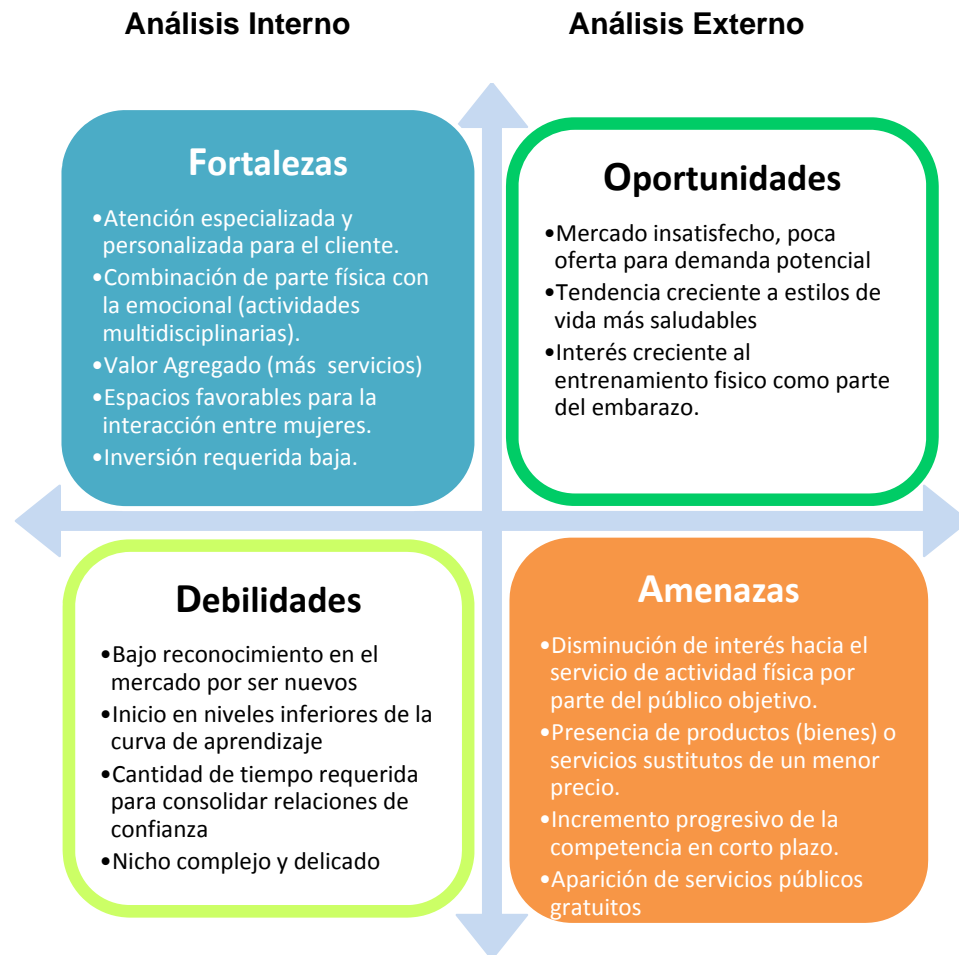 Análisis Interno
Análisis Externo
Fortalezas
•Atención especializada y
personalizada para el cliente.
•Combinación de parte física con
la emocional (actividades
multidisciplinarias).
•Valor Agregado (más servicios)
•Espacios favorables para la
interacción entre mujeres.
•Inversión requerida baja.
Oportunidades
•Mercado insatisfecho, poca
oferta para demanda potencial
•Tendencia creciente a estilos de
vida más saludables
•Interés creciente al
entrenamiento fisico como parte
del embarazo.
Debilidades
•Bajo reconocimiento en el
mercado por ser nuevos
•Inicio en niveles inferiores de la
curva de aprendizaje
•Cantidad de tiempo requerida
para consolidar relaciones de
confianza
•Nicho complejo y delicado
Amenazas
•Disminución de interés hacia el
servicio de actividad física por
parte del público objetivo.
•Presencia de productos (bienes) o
servicios sustitutos de un menor
precio.
•Incremento progresivo de la
competencia en corto plazo.
•Aparición de servicios públicos
gratuitos